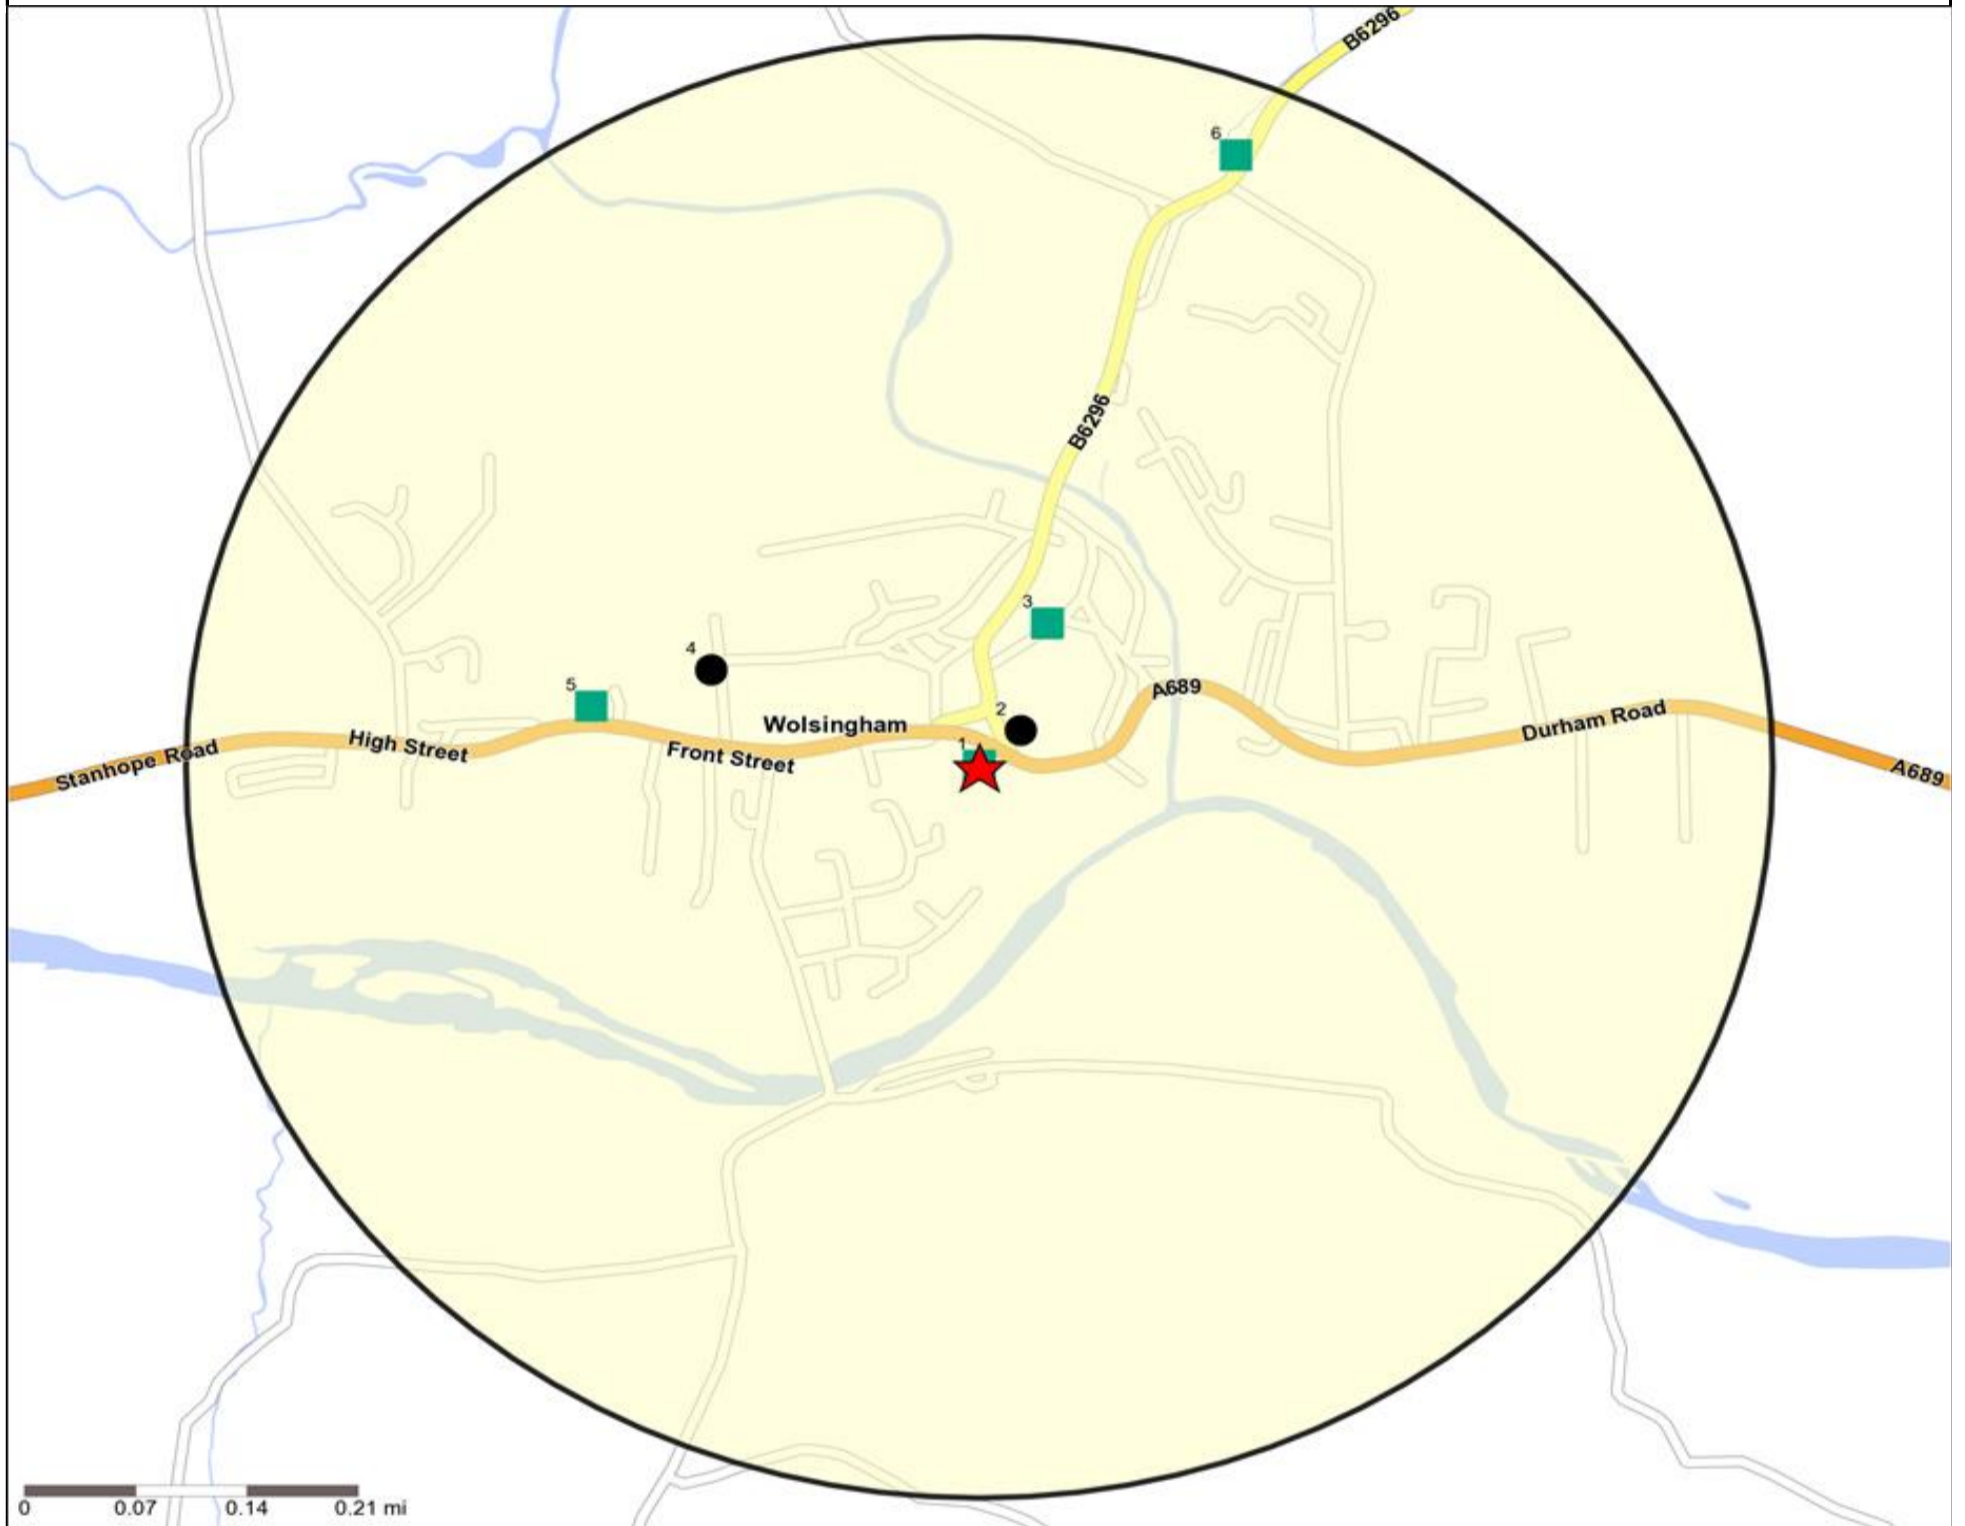 B6296
6
B6296
3
4
5
A689
2
Wolsingham
Durham Road
High Street
Front Street
1
Stanhope Road
A689
0 0.07 0.14 0.21 mi